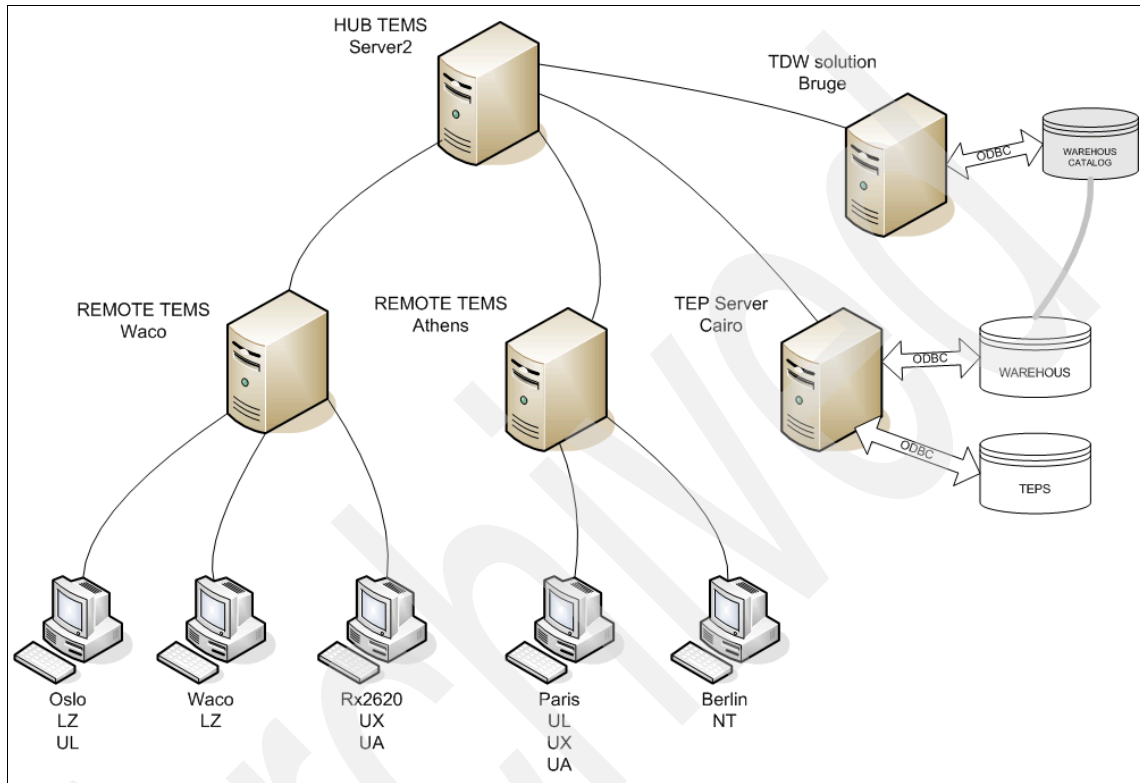 HUB TEMS
Server2
TDW solution
Bruge
ODBC
WAREHOUS
CATALOG
REMOTE TEMS
Waco
REMOTE TEMS
Athens
TEP Server
Cairo
ODBC
WAREHOUS
ODBC
TEPS
Oslo
LZ
UL
Waco
LZ
Rx2620
UX
UA
Paris
UL
UX
UA
Berlin
NT